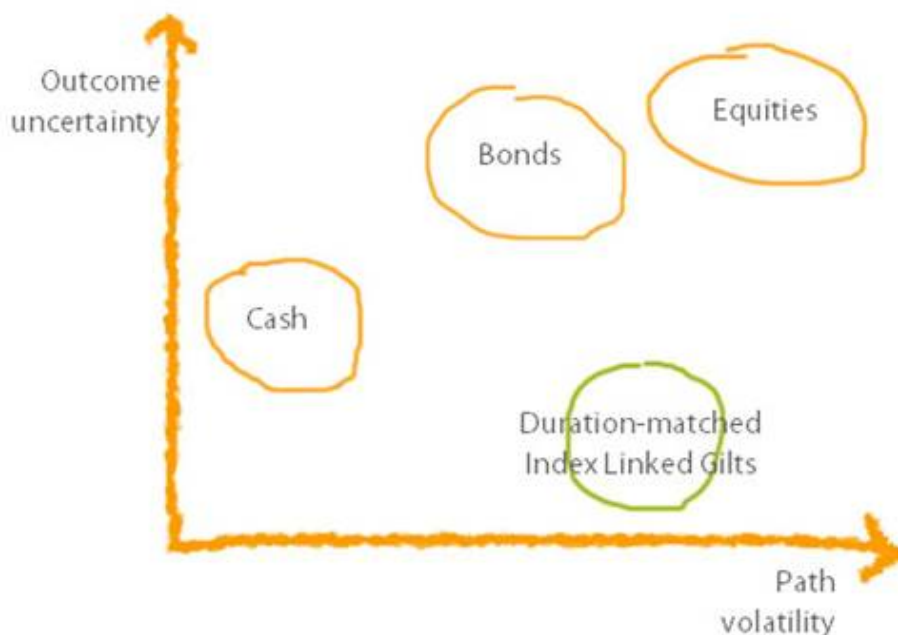 Outcome
uncertainty
Equities
Bonds
Cash
Duration-matched
Index Linked Gilts
Path
volatility